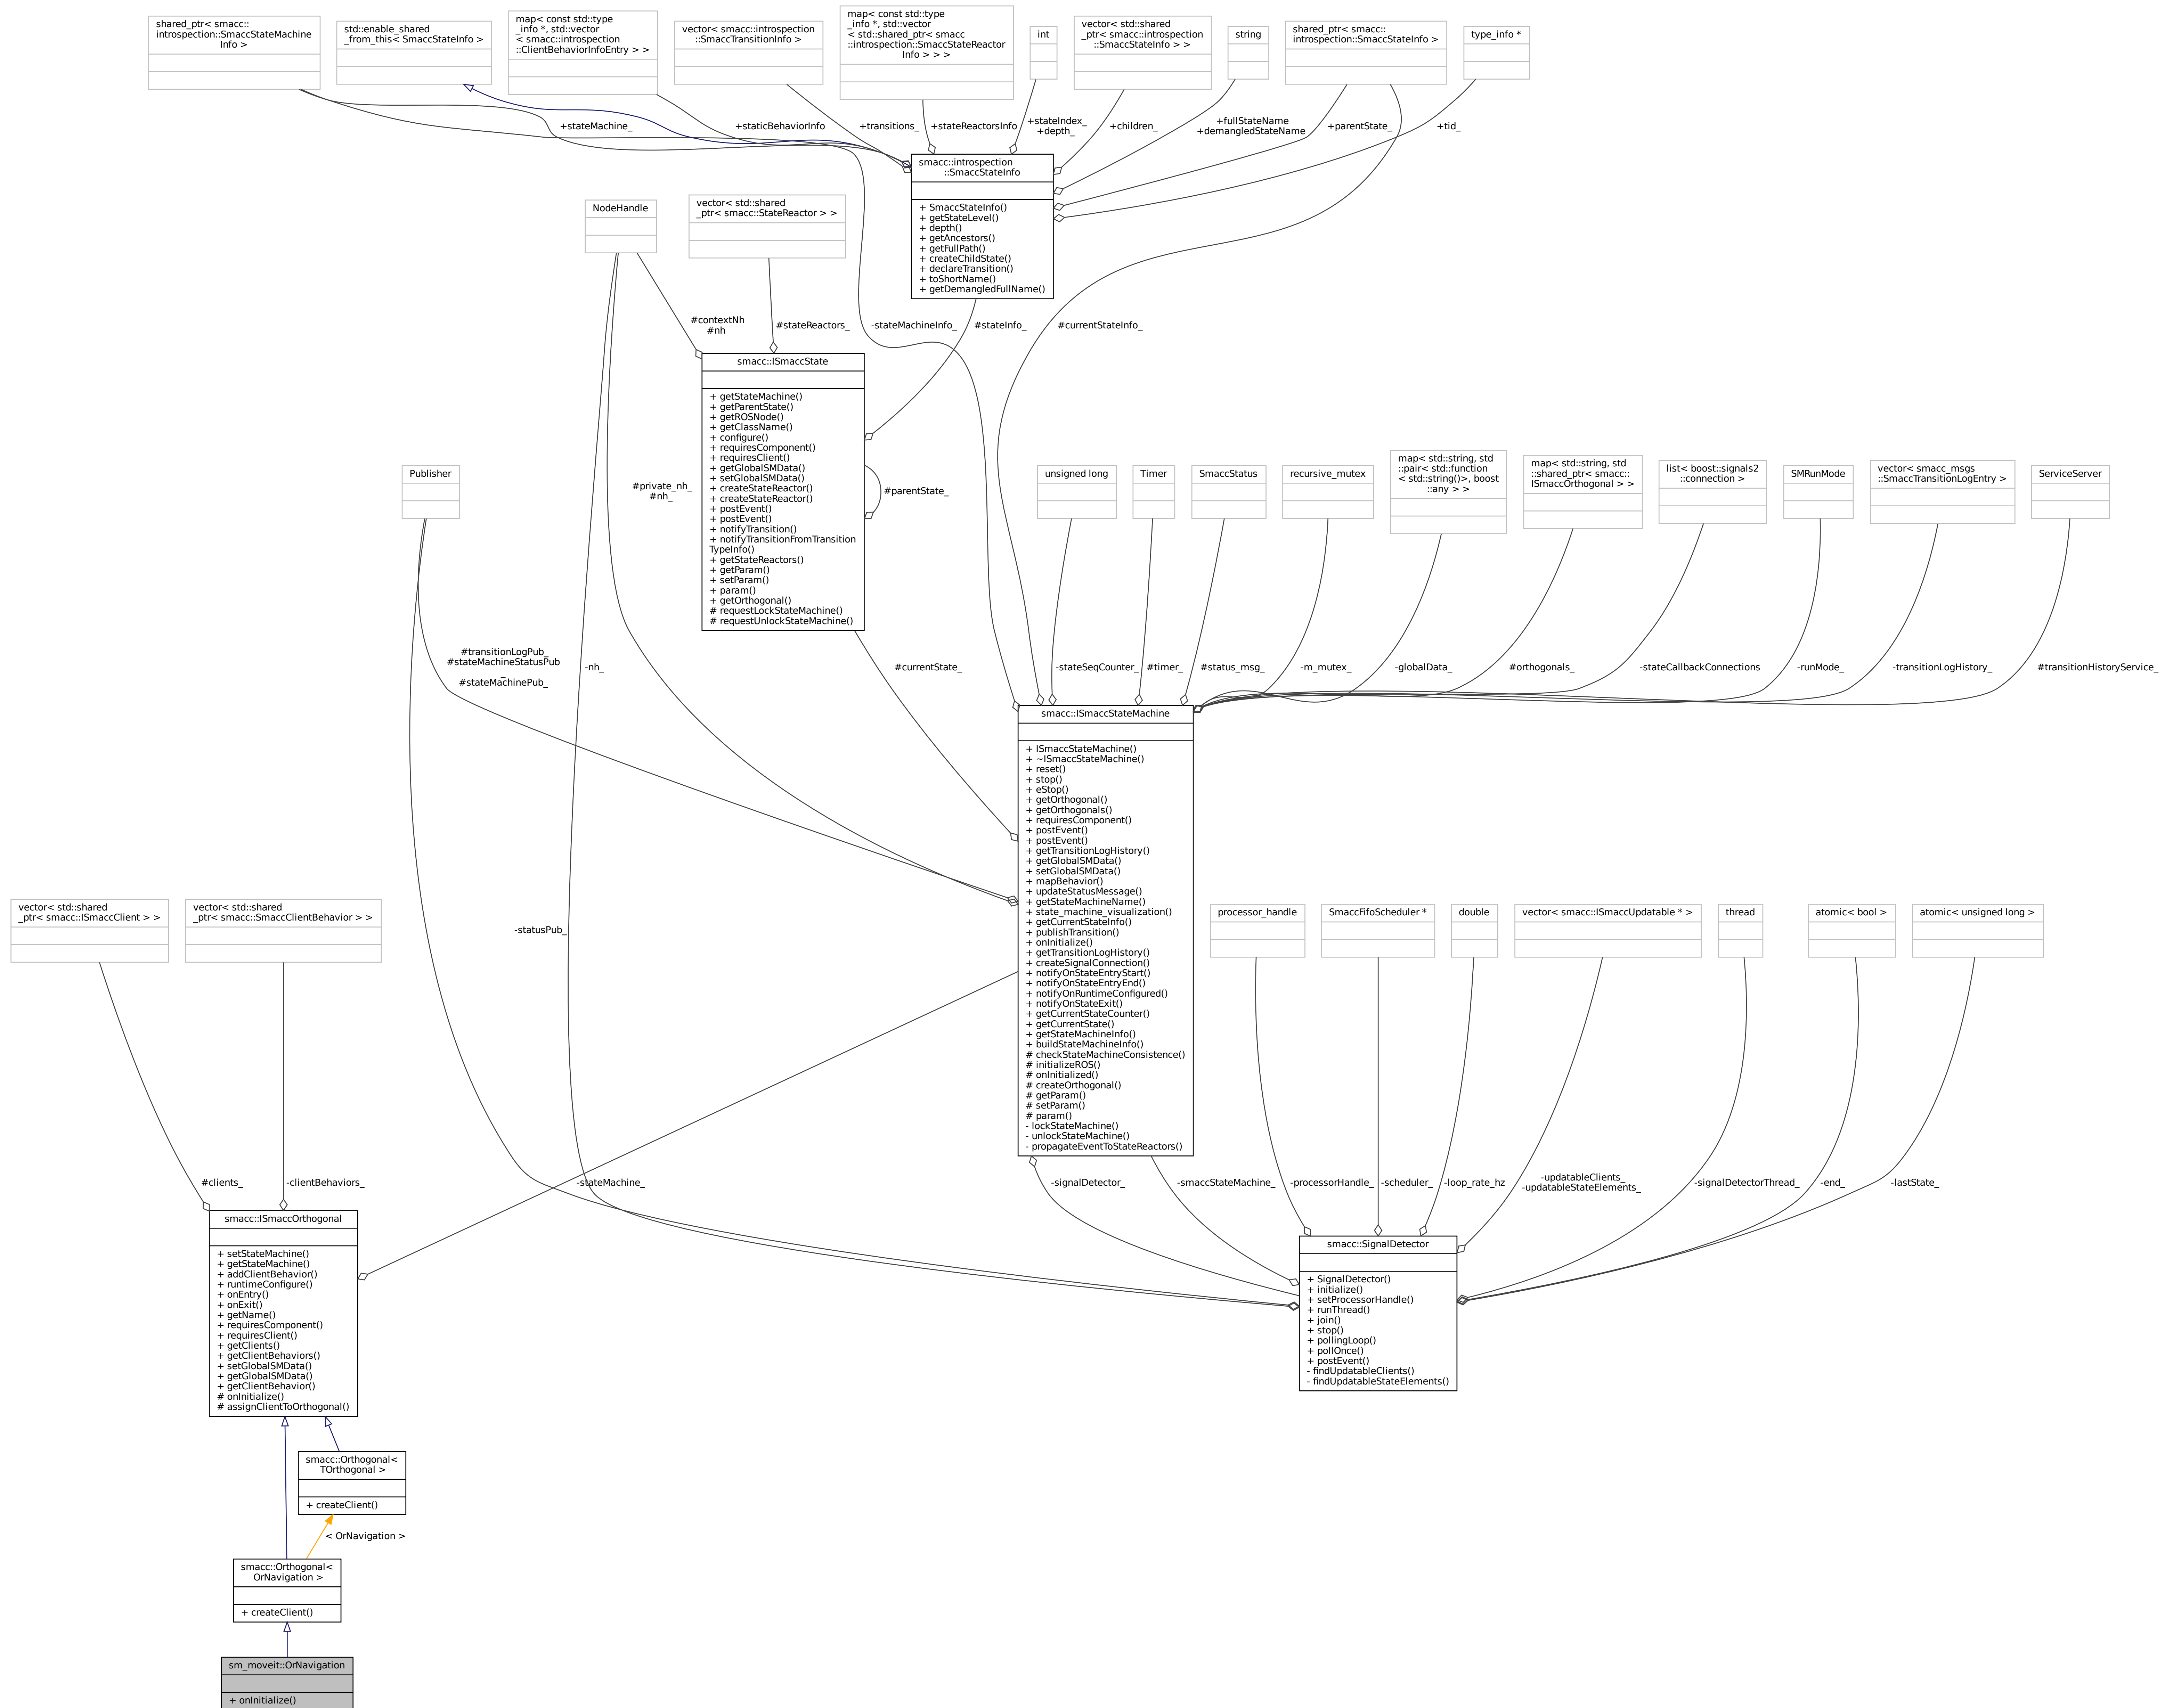 shared_ptr< smacc::
introspection::SmaccStateMachine
Info >
std::enable_shared
_from_this< SmaccStateInfo >
map< const std::type
_info *, std::vector
< smacc::introspection
::ClientBehaviorInfoEntry > >
vector< smacc::introspection
::SmaccTransitionInfo >
map< const std::type
_info *, std::vector
< std::shared_ptr< smacc
::introspection::SmaccStateReactor
Info > > >
int
vector< std::shared
_ptr< smacc::introspection
::SmaccStateInfo > >
string
shared_ptr< smacc::
introspection::SmaccStateInfo >
type_info *
+stateMachine_
+staticBehaviorInfo
+transitions_
+stateReactorsInfo
+stateIndex_
+depth_
+children_
+fullStateName
+demangledStateName
+parentState_
+tid_
smacc::introspection
::SmaccStateInfo
+ SmaccStateInfo()
+ getStateLevel()
+ depth()
+ getAncestors()
+ getFullPath()
+ createChildState()
+ declareTransition()
+ toShortName()
+ getDemangledFullName()
NodeHandle
vector< std::shared
_ptr< smacc::StateReactor > >
#contextNh
#nh
#stateReactors_
-stateMachineInfo_
#stateInfo_
#currentStateInfo_
smacc::ISmaccState
+ getStateMachine()
+ getParentState()
+ getROSNode()
+ getClassName()
+ configure()
+ requiresComponent()
+ requiresClient()
+ getGlobalSMData()
+ setGlobalSMData()
+ createStateReactor()
+ createStateReactor()
+ postEvent()
+ postEvent()
+ notifyTransition()
+ notifyTransitionFromTransition
TypeInfo()
+ getStateReactors()
+ getParam()
+ setParam()
+ param()
+ getOrthogonal()
# requestLockStateMachine()
# requestUnlockStateMachine()
#parentState_
Publisher
#private_nh_
#nh_
unsigned long
Timer
SmaccStatus
recursive_mutex
map< std::string, std
::pair< std::function
< std::string()>, boost
::any > >
map< std::string, std
::shared_ptr< smacc::
ISmaccOrthogonal > >
list< boost::signals2
::connection >
SMRunMode
vector< smacc_msgs
::SmaccTransitionLogEntry >
ServiceServer
#transitionLogPub_
#stateMachineStatusPub
_
#stateMachinePub_
-nh_
#currentState_
-stateSeqCounter_
#timer_
#status_msg_
-m_mutex_
-globalData_
#orthogonals_
-stateCallbackConnections
-runMode_
-transitionLogHistory_
#transitionHistoryService_
smacc::ISmaccStateMachine
+ ISmaccStateMachine()
+ ~ISmaccStateMachine()
+ reset()
+ stop()
+ eStop()
+ getOrthogonal()
+ getOrthogonals()
+ requiresComponent()
+ postEvent()
+ postEvent()
+ getTransitionLogHistory()
+ getGlobalSMData()
+ setGlobalSMData()
+ mapBehavior()
+ updateStatusMessage()
+ getStateMachineName()
+ state_machine_visualization()
+ getCurrentStateInfo()
+ publishTransition()
+ onInitialize()
+ getTransitionLogHistory()
+ createSignalConnection()
+ notifyOnStateEntryStart()
+ notifyOnStateEntryEnd()
+ notifyOnRuntimeConfigured()
+ notifyOnStateExit()
+ getCurrentStateCounter()
+ getCurrentState()
+ getStateMachineInfo()
+ buildStateMachineInfo()
# checkStateMachineConsistence()
# initializeROS()
# onInitialized()
# createOrthogonal()
# getParam()
# setParam()
# param()
- lockStateMachine()
- unlockStateMachine()
- propagateEventToStateReactors()
vector< std::shared
_ptr< smacc::ISmaccClient > >
vector< std::shared
_ptr< smacc::SmaccClientBehavior > >
-statusPub_
processor_handle
SmaccFifoScheduler *
double
vector< smacc::ISmaccUpdatable * >
thread
atomic< bool >
atomic< unsigned long >
#clients_
-clientBehaviors_
-stateMachine_
-signalDetector_
-smaccStateMachine_
-processorHandle_
-scheduler_
-loop_rate_hz
-updatableClients_
-updatableStateElements_
-signalDetectorThread_
-end_
-lastState_
smacc::ISmaccOrthogonal
+ setStateMachine()
+ getStateMachine()
+ addClientBehavior()
+ runtimeConfigure()
+ onEntry()
+ onExit()
+ getName()
+ requiresComponent()
+ requiresClient()
+ getClients()
+ getClientBehaviors()
+ setGlobalSMData()
+ getGlobalSMData()
+ getClientBehavior()
# onInitialize()
# assignClientToOrthogonal()
smacc::SignalDetector
+ SignalDetector()
+ initialize()
+ setProcessorHandle()
+ runThread()
+ join()
+ stop()
+ pollingLoop()
+ pollOnce()
+ postEvent()
- findUpdatableClients()
- findUpdatableStateElements()
smacc::Orthogonal<
TOrthogonal >
+ createClient()
< OrNavigation >
smacc::Orthogonal<
OrNavigation >
+ createClient()
sm_moveit::OrNavigation
+ onInitialize()